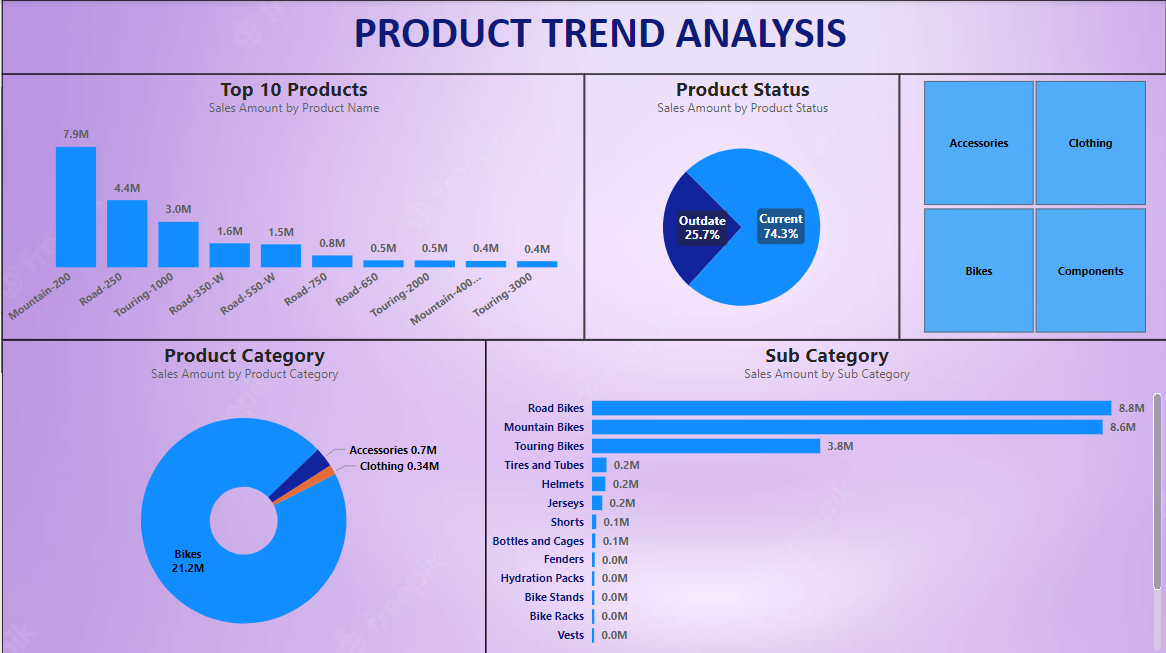 PRODUCT TREND ANALYSIS
Top 10 Products
Sales Amount by Product Name
7.9M
4.4M
3.0M
1.6M
1.5M
0.8M
0.5M
0.5M
0.4M
0.4M
Mountain-200
Road-250
Touring-1000
Road-350-W
Road-550-W
Road-750
Road-650
Touring-2000
Mountain-400...
Touring-3000
Product Status
Sales Amount by Product Status
Outdate
25.7%
Current
74.3%
Accessories
Clothing
Bikes
Components
Product Category
Sales Amount by Product Category
Accessories 0.7M
Clothing 0.34M
Bikes
21.2M
Sub Category
Sales Amount by Sub Category
Road Bikes 8.8M
Mountain Bikes 8.6M
Touring Bikes 3.8M
Tires and Tubes 0.2M
Helmets 0.2M
Jerseys 0.2M
Shorts 0.1M
Bottles and Cages 0.1M
Fenders 0.0M
Hydration Packs 0.0M
Bike Stands 0.0M
Bike Racks 0.0M
Vests 0.0M